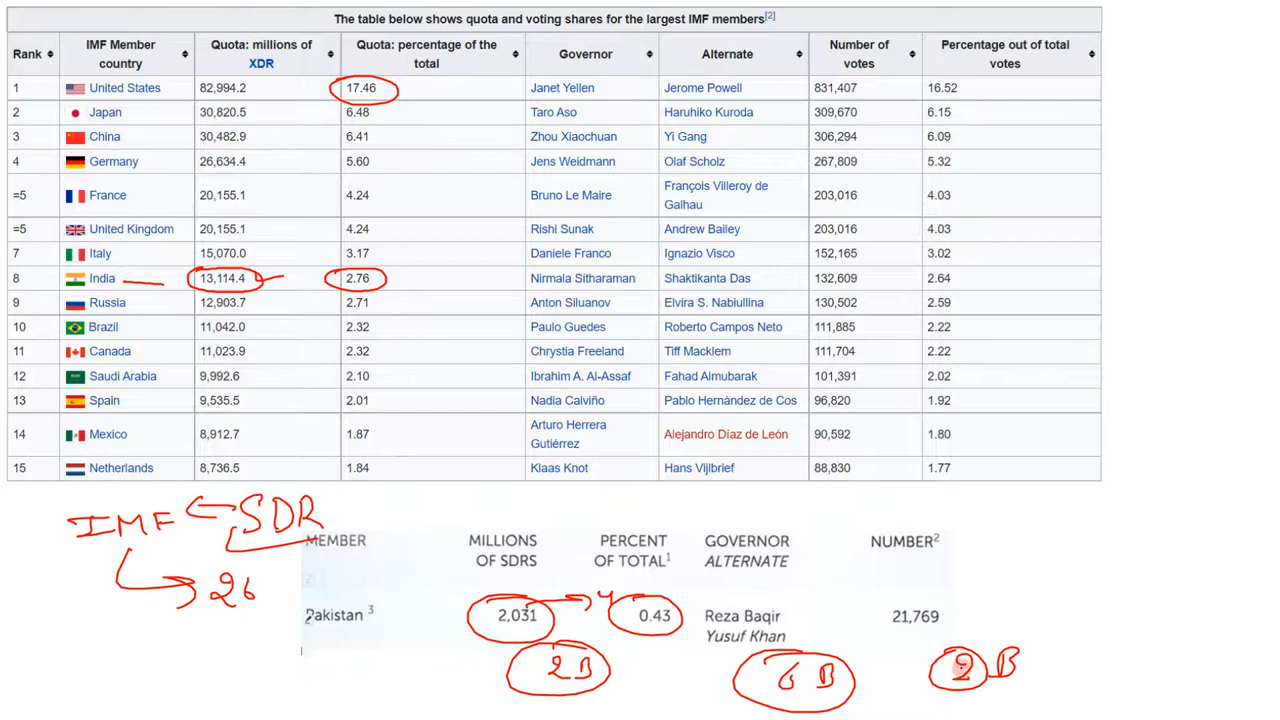 The table below shows quota and voting shares for the largest IMF members[2]
Rank IMF Member country Quota: millions of XDR Quota: percentage of the total Governor Alternate Number of votes Percentage out of total votes
1 United States 82,994.2 17.46 Janet Yellen Jerome Powell 831,407 16.52
2 Japan 30,820.5 6.48 Taro Aso Haruhiko Kuroda 309,670 6.15
3 China 30,482.9 6.41 Zhou Xiaochuan Yi Gang 306,294 6.09
4 Germany 26,634.4 5.60 Jens Weidmann Olaf Scholz 267,809 5.32
=5 France 20,155.1 4.24 Bruno Le Maire François Villeroy de Galhau 203,016 4.03
=5 United Kingdom 20,155.1 4.24 Rishi Sunak Andrew Bailey 203,016 4.03
7 Italy 15,070.0 3.17 Daniele Franco Ignazio Visco 152,165 3.02
8 India 13,114.4 2.76 Nirmala Sitharaman Shaktikanta Das 132,609 2.64
9 Russia 12,903.7 2.71 Anton Siluanov Elvira S. Nabiullina 130,502 2.59
10 Brazil 11,042.0 2.32 Paulo Guedes Roberto Campos Neto 111,885 2.22
11 Canada 11,023.9 2.32 Chrystia Freeland Tiff Macklem 111,704 2.22
12 Saudi Arabia 9,992.6 2.10 Ibrahim A. Al-Assaf Fahad Almubarak 101,391 2.02
13 Spain 9,535.5 2.01 Nadia Calviño Pablo Hernández de Cos 96,820 1.92
14 Mexico 8,912.7 1.87 Arturo Herrera Gutiérrez Alejandro Díaz de León 90,592 1.80
15 Netherlands 8,736.5 1.84 Klaas Knot Hans Vijlbrief 88,830 1.77
IMF SDR
MEMBER MILLIONS OF SDRS PERCENT OF TOTAL1 GOVERNOR ALTERNATE NUMBER2
Pakistan 3 2,031 0.43 Reza Baqir Yusuf Khan 21,769
2B 6 B B